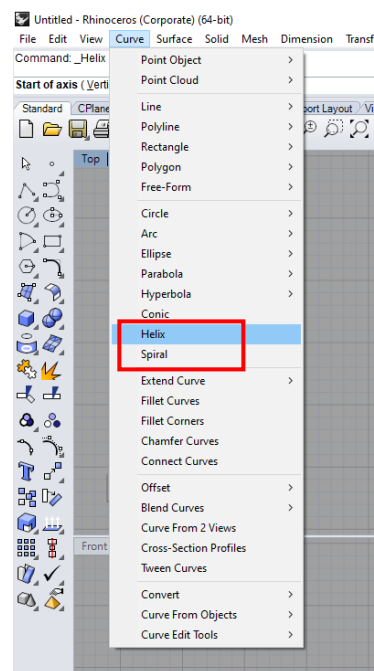 Untitled - Rhinoceros (Corporate) (64-bit)
File Edit View Curve Surface Solid Mesh Dimension Transf
Command: _Helix
Start of axis ( Verti
Standard CPlane
port Layout Vi
Top
Point Object
Point Cloud
Line
Polyline
Rectangle
Polygon
Free-Form
Circle
Arc
Ellipse
Parabola
Hyperbola
Conic
Helix
Spiral
Extend Curve
Fillet Curves
Fillet Corners
Chamfer Curves
Connect Curves
Offset
Blend Curves
Curve From 2 Views
Cross-Section Profiles
Tween Curves
Convert
Curve From Objects
Curve Edit Tools
Front